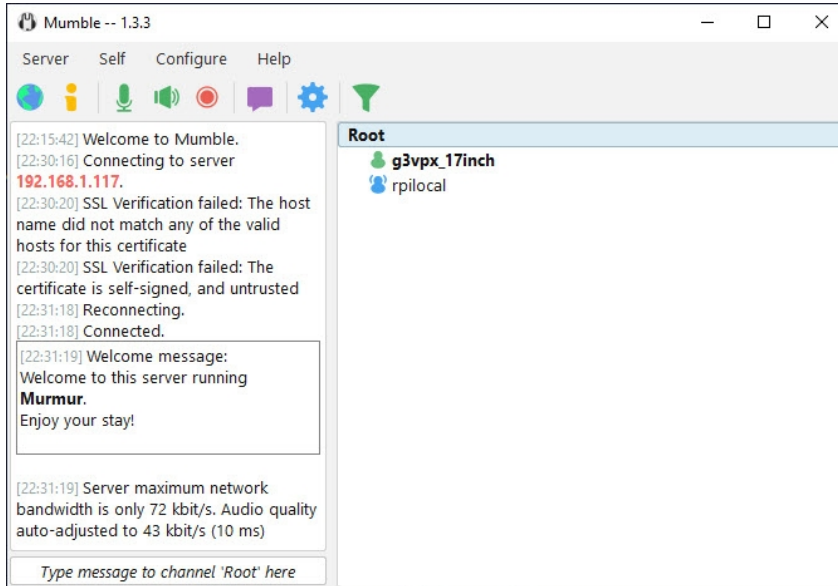 Mumble -- 1.3.3
Server Self Configure Help
[22:15:42] Welcome to Mumble.
[22:30:16] Connecting to server
192.168.1.117.
[22:30:20] SSL Verification failed: The host
name did not match any of the valid
hosts for this certificate
[22:30:20] SSL Verification failed: The
certificate is self-signed, and untrusted
[22:31:18] Reconnecting.
[22:31:18] Connected.
[22:31:19] Welcome message:
Welcome to this server running
Murmur.
Enjoy your stay!
[22:31:19] Server maximum network
bandwidth is only 72 kbit/s. Audio quality
auto-adjusted to 43 kbit/s (10 ms)
Type message to channel 'Root' here
Root
g3vpx_17inch
rpilocal